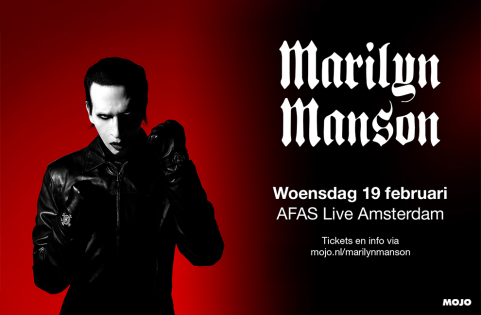 Marilyn
Manson
Woensdag 19 februari
AFAS Live Amsterdam
Tickets en info via
mojo.nl/marilynmanson
MOJO